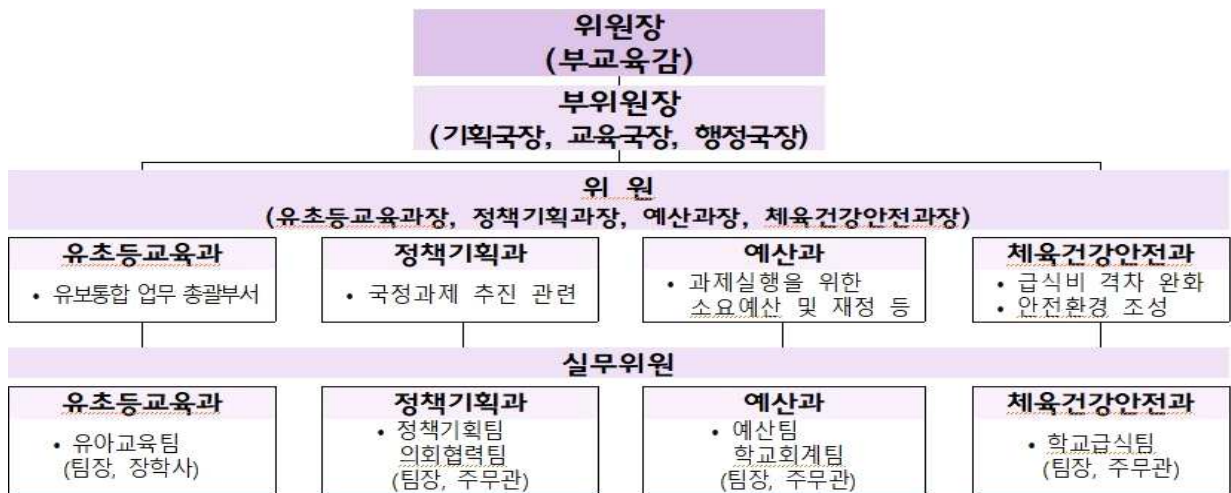 위원장
(부교육감)
부위원장
(기획국장, 교육국장, 행정국장)
위 원
(유초등교육과장, 정책기획과장, 예산과장, 체육건강안전과장)
유초등교육과
• 유보통합 업무 총괄부서
정책기획과
• 국정과제 추진 관련
예산과
• 과제실행을 위한
소요예산 및 재정 등
체육건강안전과
• 급식비 격차 완화
• 안전환경 조성
실무위원
유초등교육과
• 유아교육팀
(팀장, 장학사)
정책기획과
• 정책기획팀
의회협력팀
(팀장, 주무관)
예산과
• 예산팀
학교회계팀
(팀장, 주무관)
체육건강안전과
• 학교급식팀
(팀장, 주무관)